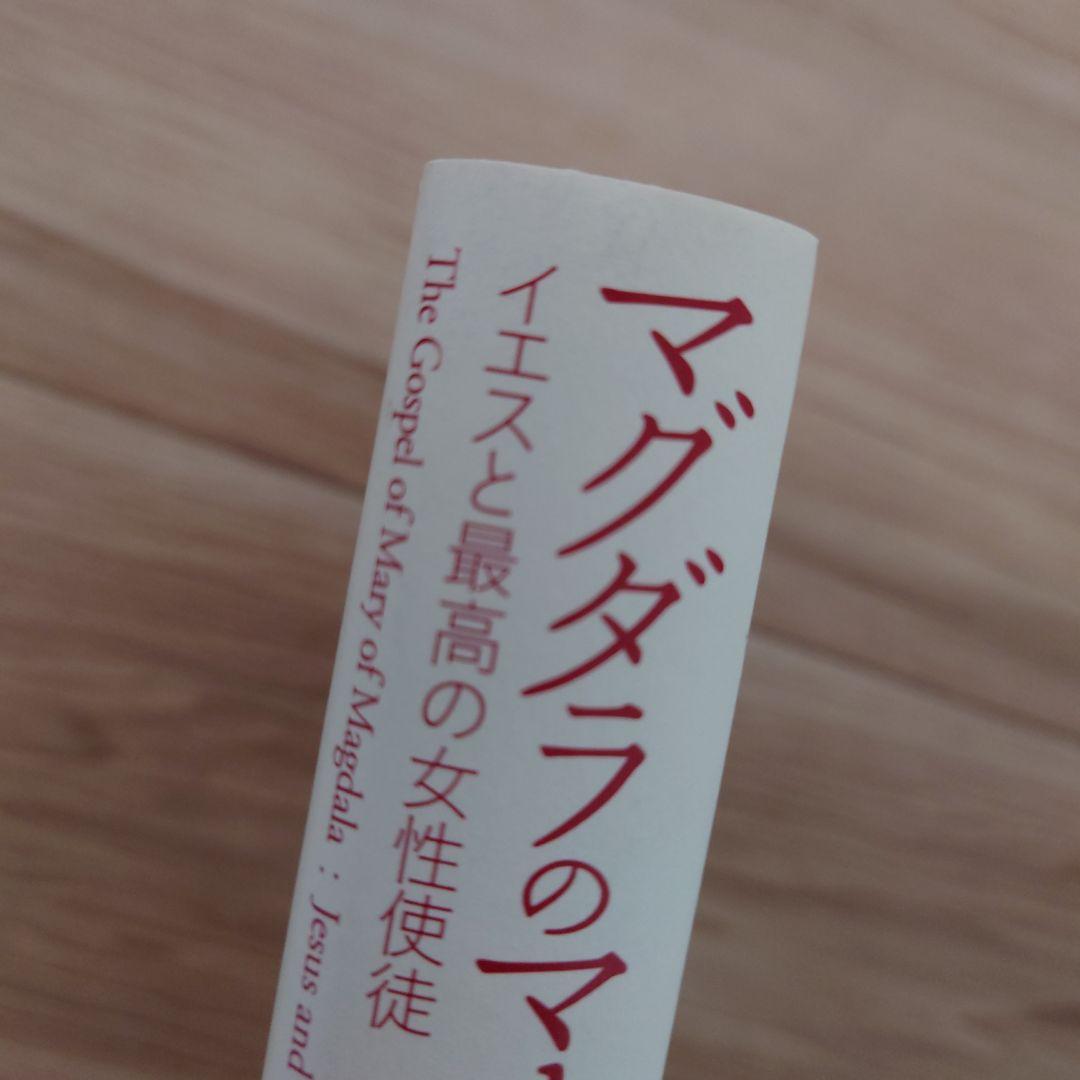 マグダラのマ
イエスと最高の女性使徒
The Gospel of Mary of Magdala : Jesus and